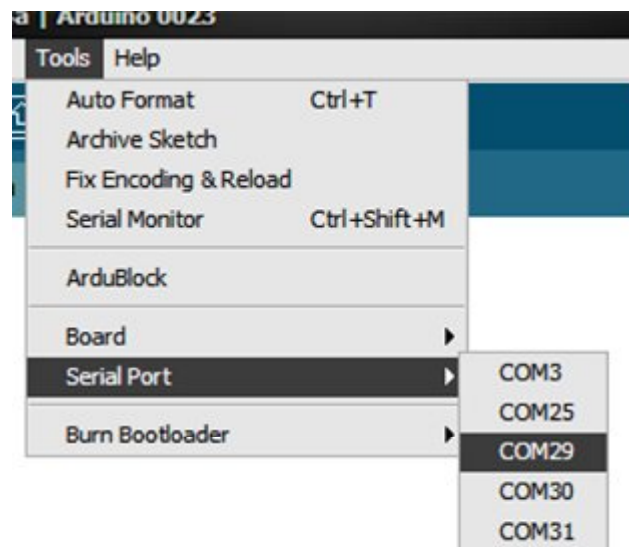 a | Arduino 0023
Tools Help
Auto Format Ctrl+T
Archive Sketch
Fix Encoding & Reload
Serial Monitor Ctrl+Shift+M
ArduBlock
Board
Serial Port
Burn Bootloader
COM3
COM25
COM29
COM30
COM31